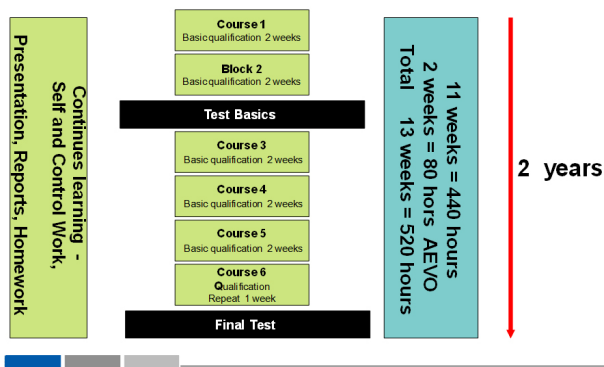 Continues learning -
Self and Control Work,
Presentation, Reports, Homework
Course 1
Basic qualification 2 weeks
Block 2
Basic qualification 2 weeks
Test Basics
Course 3
Basic qualification 2 weeks
Course 4
Basic qualification 2 weeks
Course 5
Basic qualification 2 weeks
Course 6
Qualification
Repeat 1 week
Final Test
11 weeks = 440 hours
2 weeks = 80 hors AEVO
Total 13 weeks = 520 hours
2 years